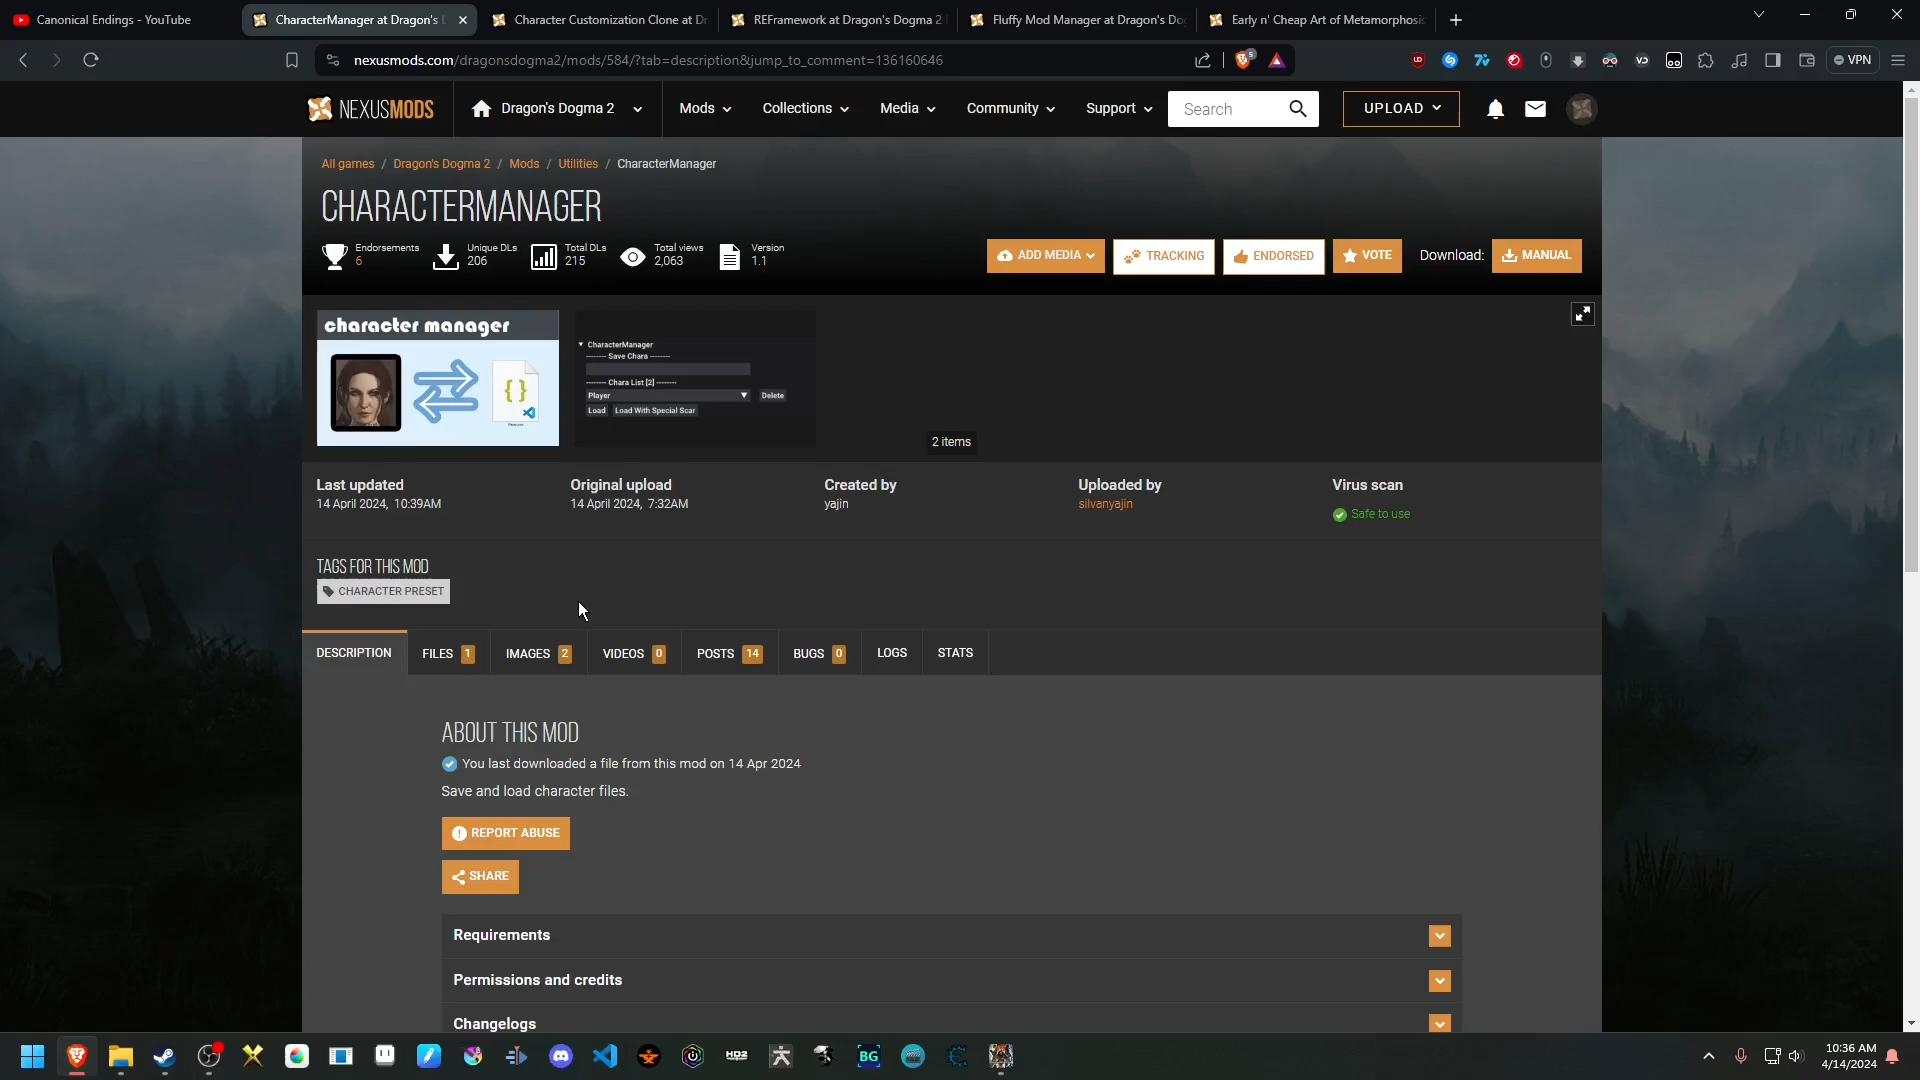 Canonical Endings - YouTube
CharacterManager at Dragon's D
Character Customization Clone at Dr
REFramework at Dragon's Dogma 2
Fluffy Mod Manager at Dragon's Do
Early n' Cheap Art of Metamorphosis
nexusmods.com/dragonsdogma2/mods/584/?tab=description&jump_to_comment=136160646
5
VPN
NEXUSMODS
Dragon's Dogma 2
Mods
Collections
Media
Community
Support
Search
UPLOAD
All games / Dragon's Dogma 2 / Mods / Utilities / CharacterManager
CHARACTERMANAGER
Endorsements
6
Unique DLs
206
Total DLs
215
Total views
2,063
Version
1.1
ADD MEDIA
TRACKING
ENDORSED
VOTE
Download:
MANUAL
character manager
{ }
CharacterManager
-------- Save Chara --------
-------- Chara List [2] --------
Player
Delete
Load
Load With Special Scar
2 items
Last updated
14 April 2024, 10:39AM
Original upload
14 April 2024, 7:32AM
Created by
yajin
Uploaded by
silvanyajin
Virus scan
Safe to use
TAGS FOR THIS MOD
CHARACTER PRESET
DESCRIPTION
FILES 1
IMAGES 2
VIDEOS 0
POSTS 14
BUGS 0
LOGS
STATS
ABOUT THIS MOD
You last downloaded a file from this mod on 14 Apr 2024
Save and load character files.
REPORT ABUSE
SHARE
Requirements
Permissions and credits
Changelogs
HD2
BG
10:36 AM
4/14/2024